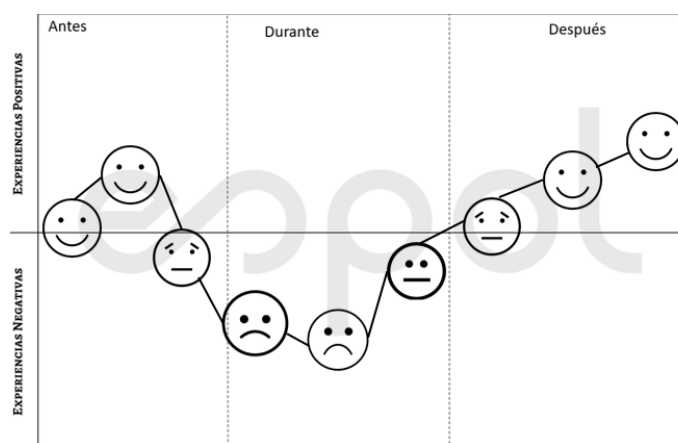 Antes
Durante
Después
EXPERIENCIAS POSITIVAS
EXPERIENCIAS NEGATIVAS
espol